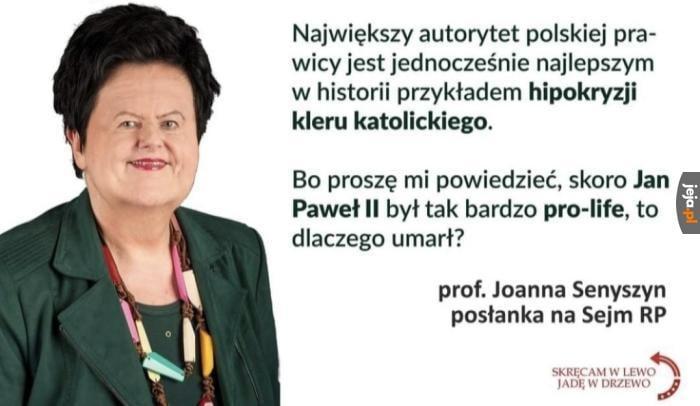 Największy autorytet polskiej pra-
wicy jest jednocześnie najlepszym
w historii przykładem hipokryzji
kleru katolickiego.
Bo proszę mi powiedzieć, skoro Jan
Paweł II był tak bardzo pro-life, to
dlaczego umarł?
prof. Joanna Senyszyn
posłanka na Sejm RP
SKRĘCAM W LEWO
JADĘ W DRZEWO
jeja.pl